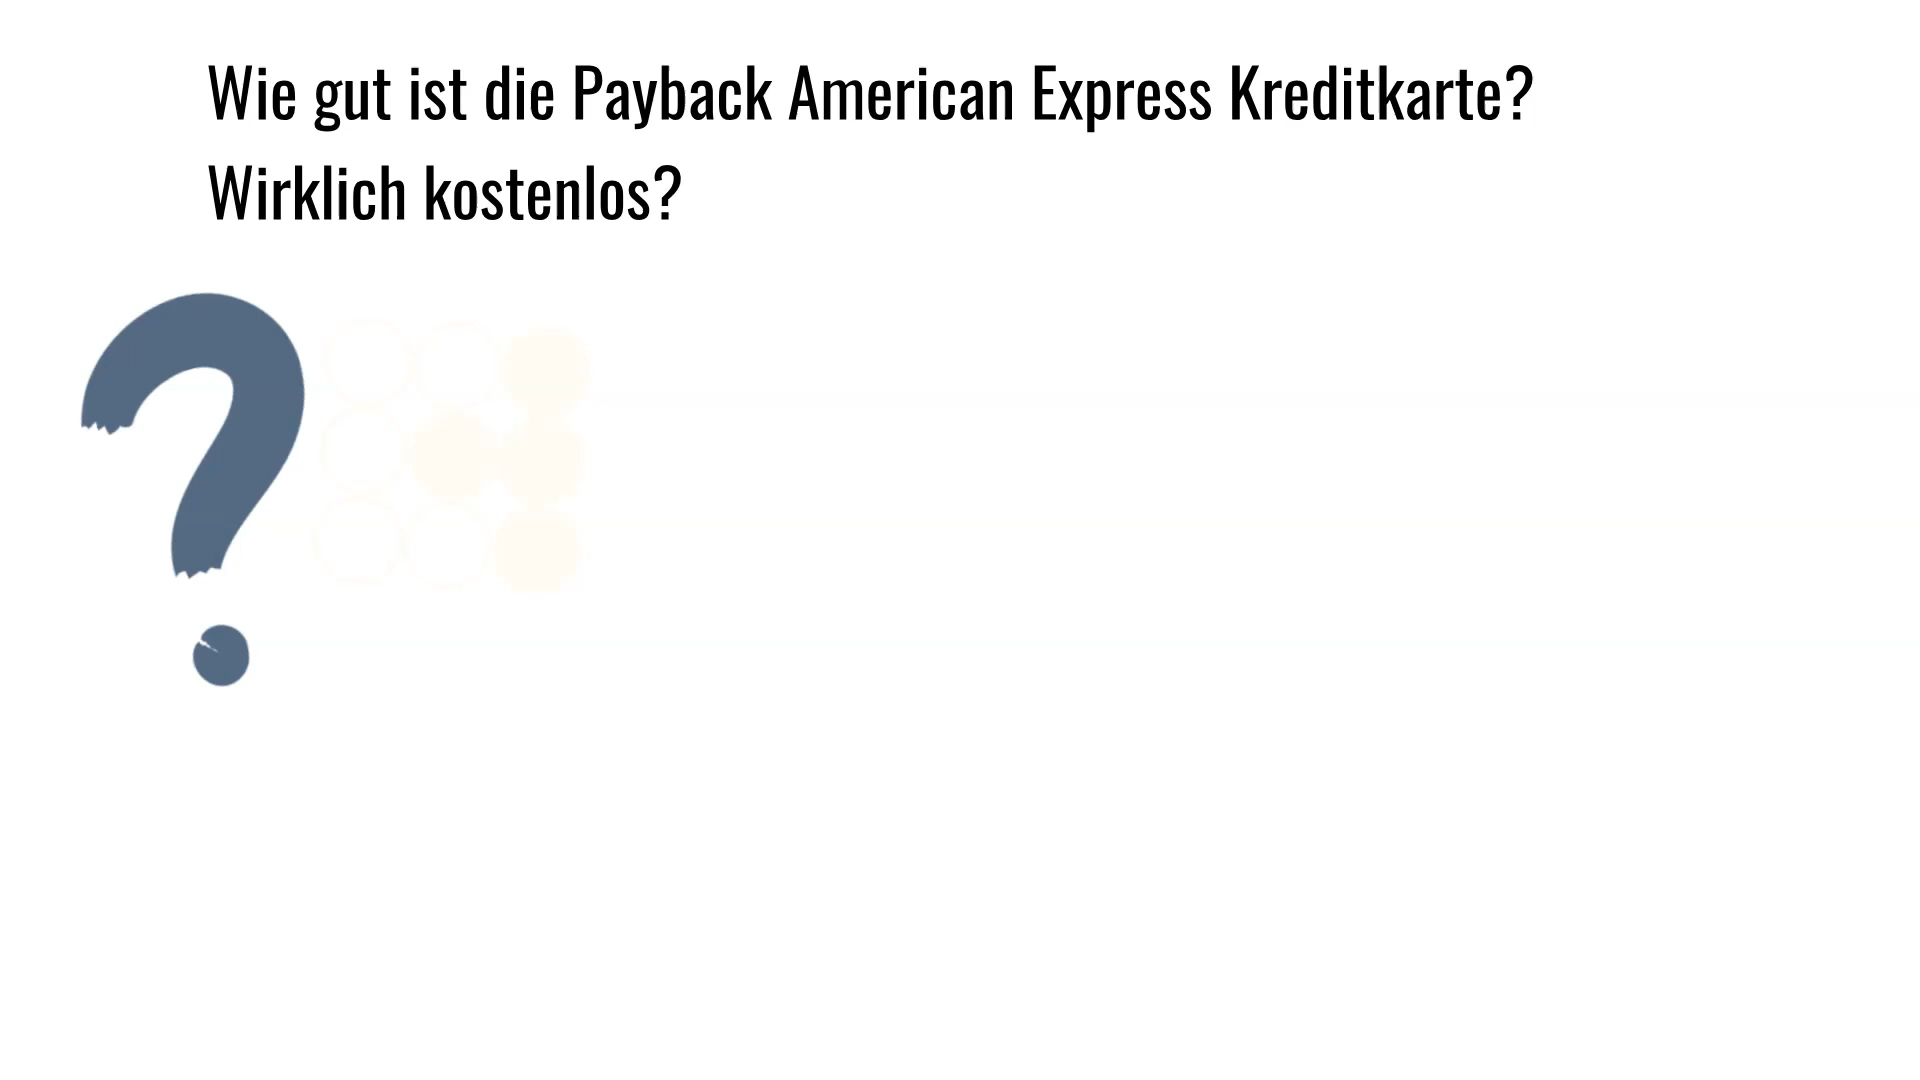 Wie gut ist die Payback American Express Kreditkarte?
Wirklich kostenlos?